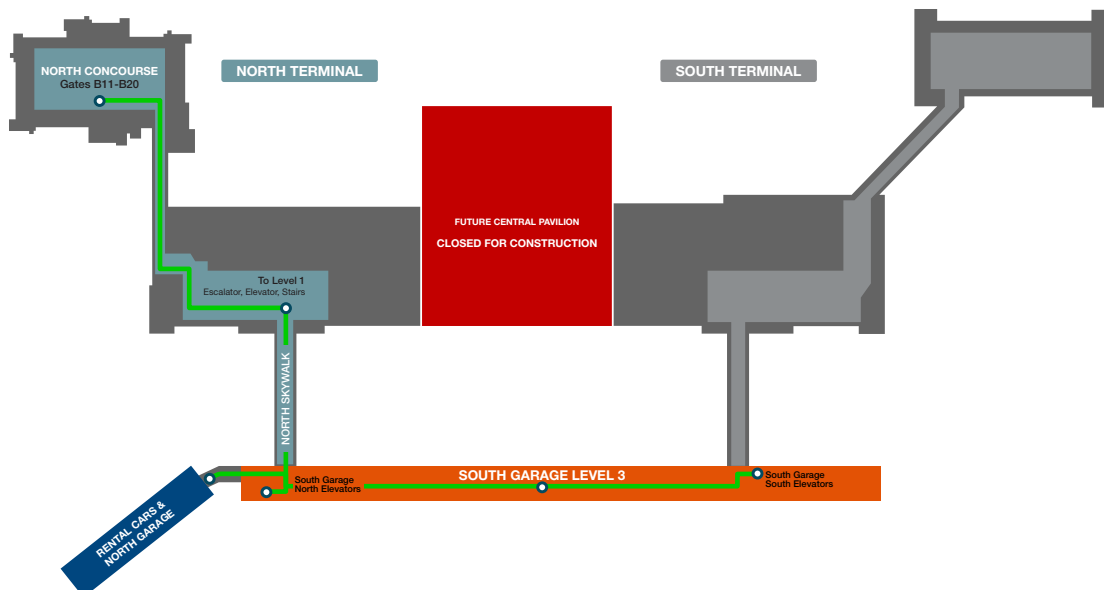 NORTH CONCOURSE
Gates B11-B20
NORTH TERMINAL
SOUTH TERMINAL
FUTURE CENTRAL PAVILION
CLOSED FOR CONSTRUCTION
To Level 1
Escalator, Elevator, Stairs
NORTH SKYWALK
SOUTH GARAGE LEVEL 3
South Garage
North Elevators
South Garage
South Elevators
RENTAL CARS &
NORTH GARAGE